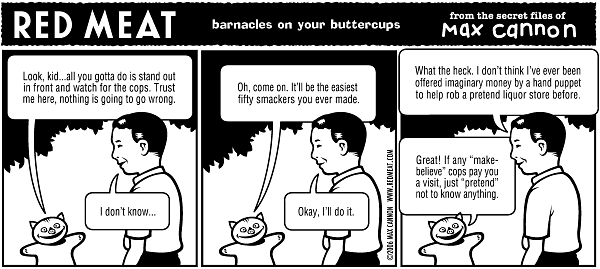 RED MEAT
barnacles on your buttercups
from the secret files of
Max cannon
Look, kid...all you gotta do is stand out
in front and watch for the cops. Trust
me here, nothing is going to go wrong.
I don't know...
Oh, come on. It'll be the easiest
fifty smackers you ever made.
Okay, I'll do it.
©2006 MAX CANNON WWW.REDMEAT.COM
What the heck. I don't think I've ever been
offered imaginary money by a hand puppet
to help rob a pretend liquor store before.
Great! If any "make-
believe" cops pay you
a visit, just "pretend"
not to know anything.